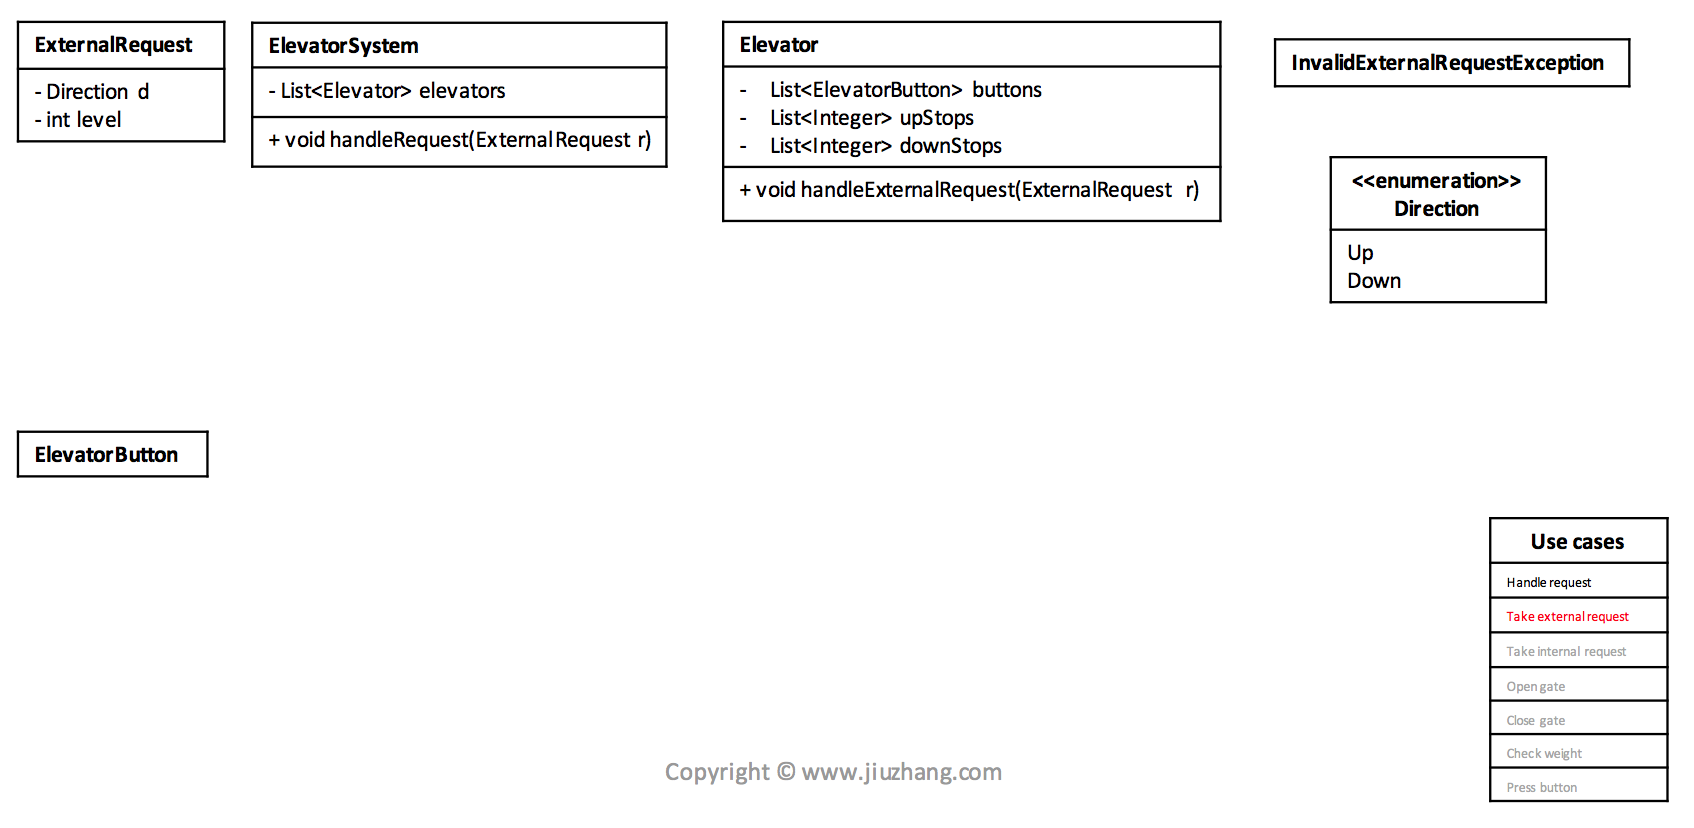 ExternalRequest
- Direction d
- int level
ElevatorSystem
- List<Elevator> elevators
+ void handleRequest(ExternalRequest r)
Elevator
- List<ElevatorButton> buttons
- List<Integer> upStops
- List<Integer> downStops
+ void handleExternalRequest(ExternalRequest r)
InvalidExternalRequestException
<<enumeration>>
Direction
Up
Down
ElevatorButton
Use cases
Handle request
Take external request
Take internal request
Open gate
Close gate
Check weight
Press button
Copyright © www.jiuzhang.com